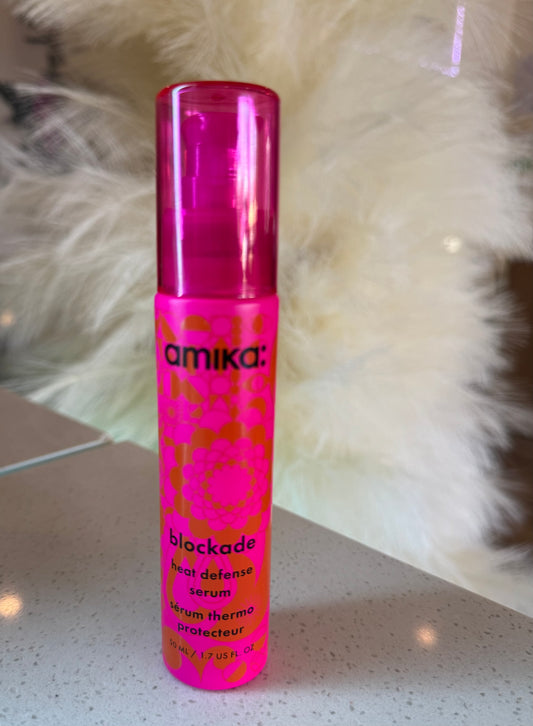 amika:
blockade
heat defense
serum
sérum thermo
protecteur
50 ML / 1.7 US FL. OZ